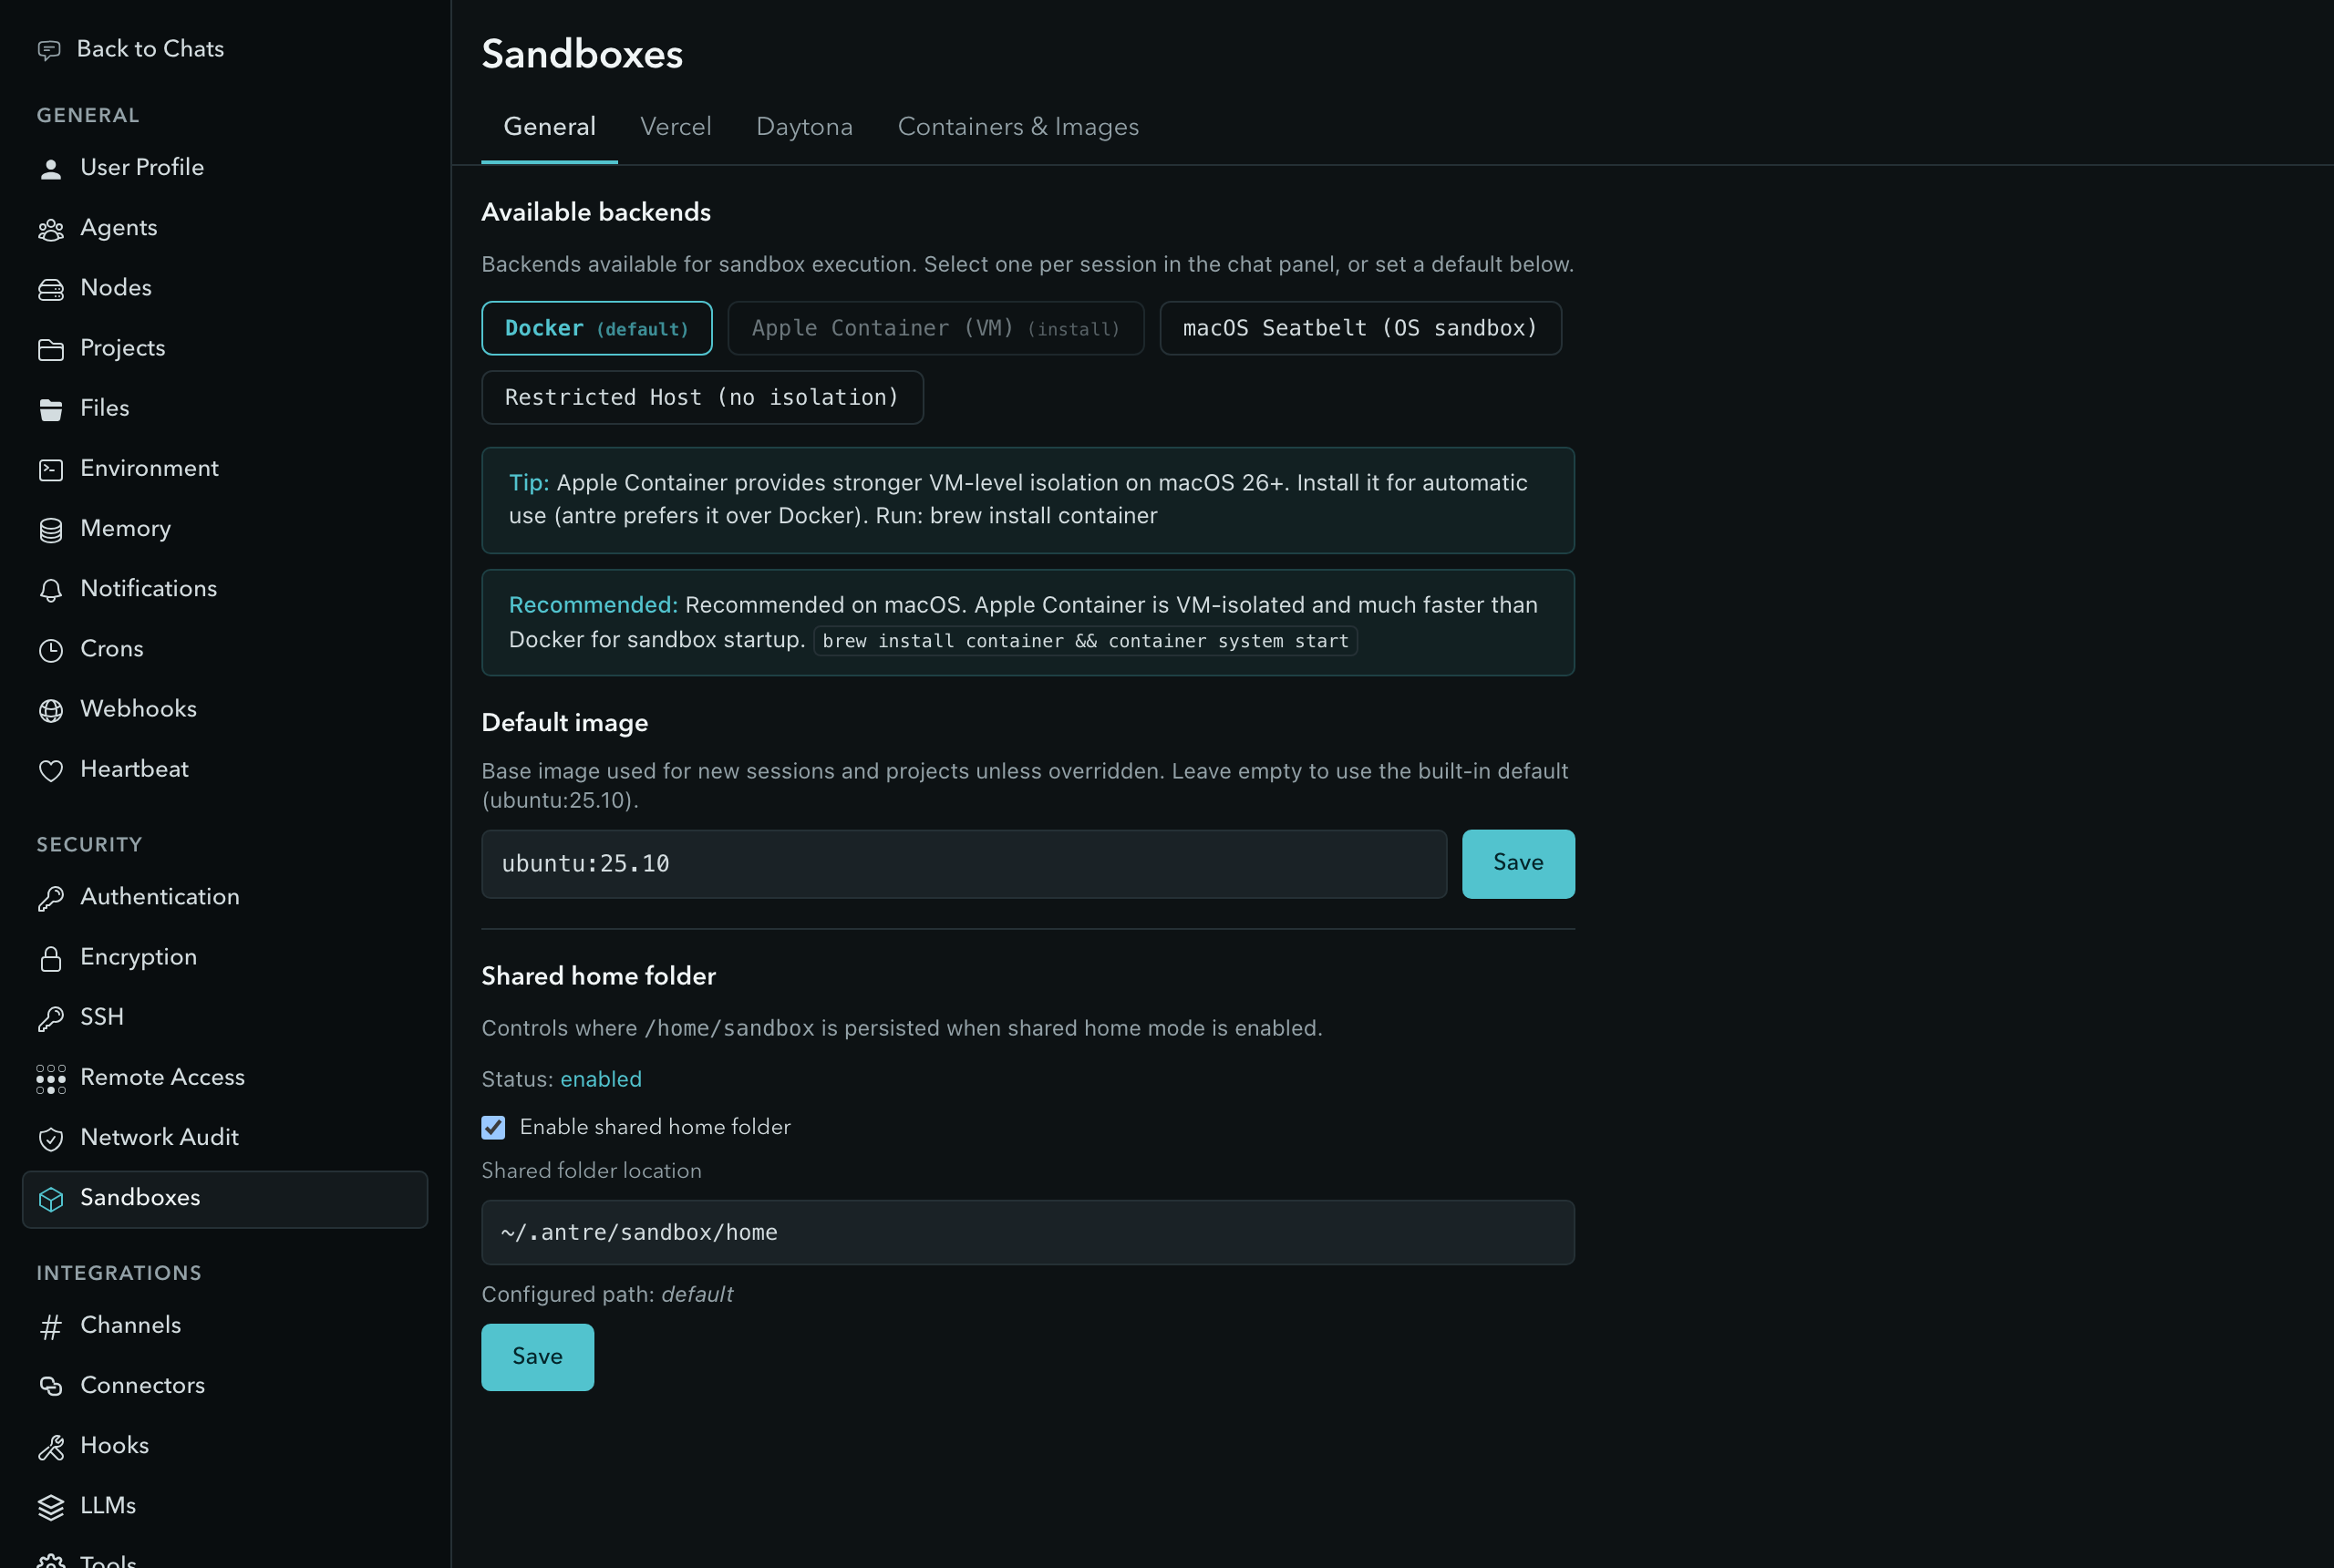 Back to Chats
GENERAL
User Profile
Agents
Nodes
Projects
Files
Environment
Memory
Notifications
Crons
Webhooks
Heartbeat
SECURITY
Authentication
Encryption
SSH
Remote Access
Network Audit
Sandboxes
INTEGRATIONS
Channels
Connectors
Hooks
LLMs
Tools
Sandboxes
General
Vercel
Daytona
Containers & Images
Available backends
Backends available for sandbox execution. Select one per session in the chat panel, or set a default below.
Docker (default)
Apple Container (VM) (install)
macOS Seatbelt (OS sandbox)
Restricted Host (no isolation)
Tip: Apple Container provides stronger VM-level isolation on macOS 26+. Install it for automatic
use (antre prefers it over Docker). Run: brew install container
Recommended: Recommended on macOS. Apple Container is VM-isolated and much faster than
Docker for sandbox startup. brew install container && container system start
Default image
Base image used for new sessions and projects unless overridden. Leave empty to use the built-in default
(ubuntu:25.10).
ubuntu:25.10
Save
Shared home folder
Controls where /home/sandbox is persisted when shared home mode is enabled.
Status: enabled
Enable shared home folder
Shared folder location
~/.antre/sandbox/home
Configured path: default
Save